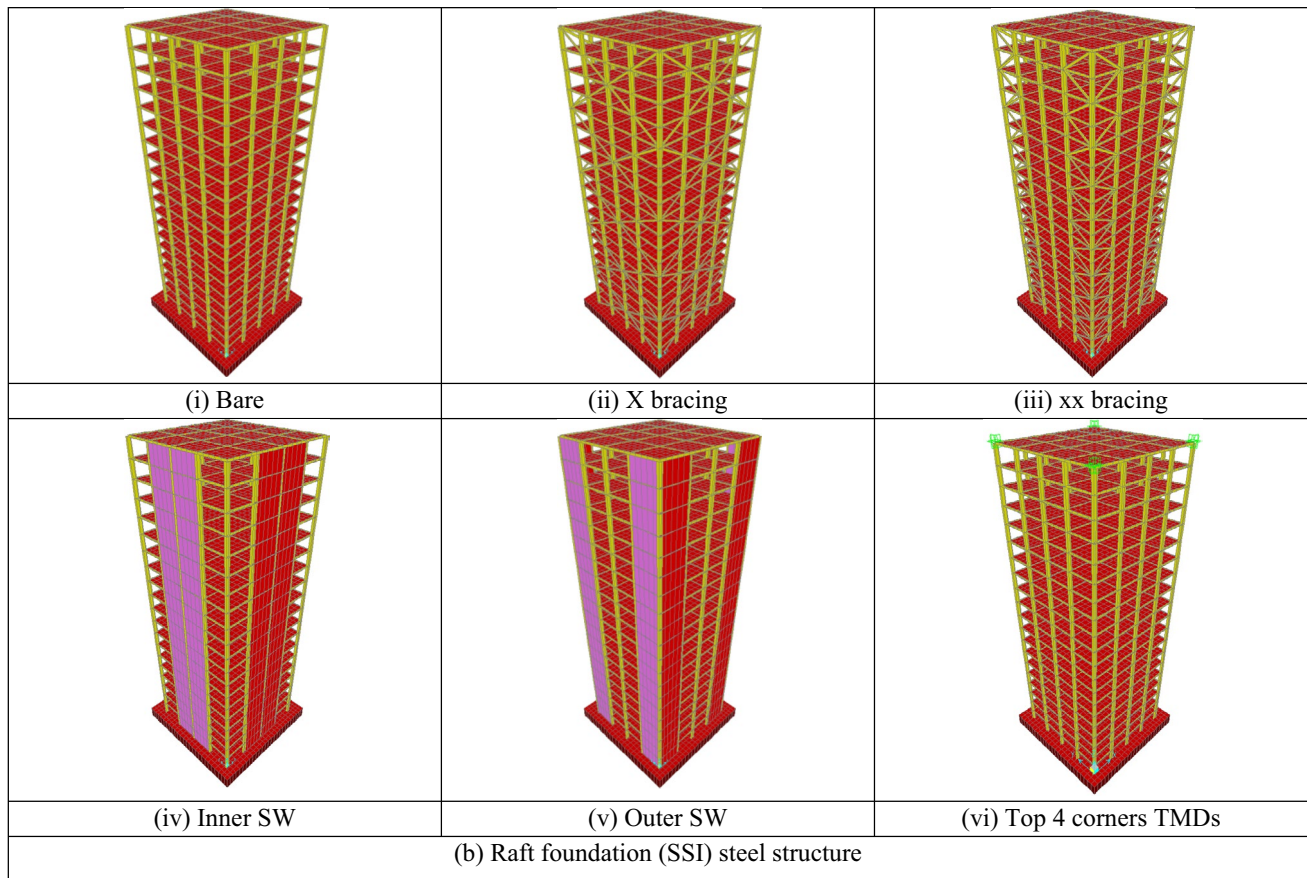 (i) Bare
(ii) X bracing
(iii) xx bracing
(iv) Inner SW
(v) Outer SW
(vi) Top 4 corners TMDs
(b) Raft foundation (SSI) steel structure